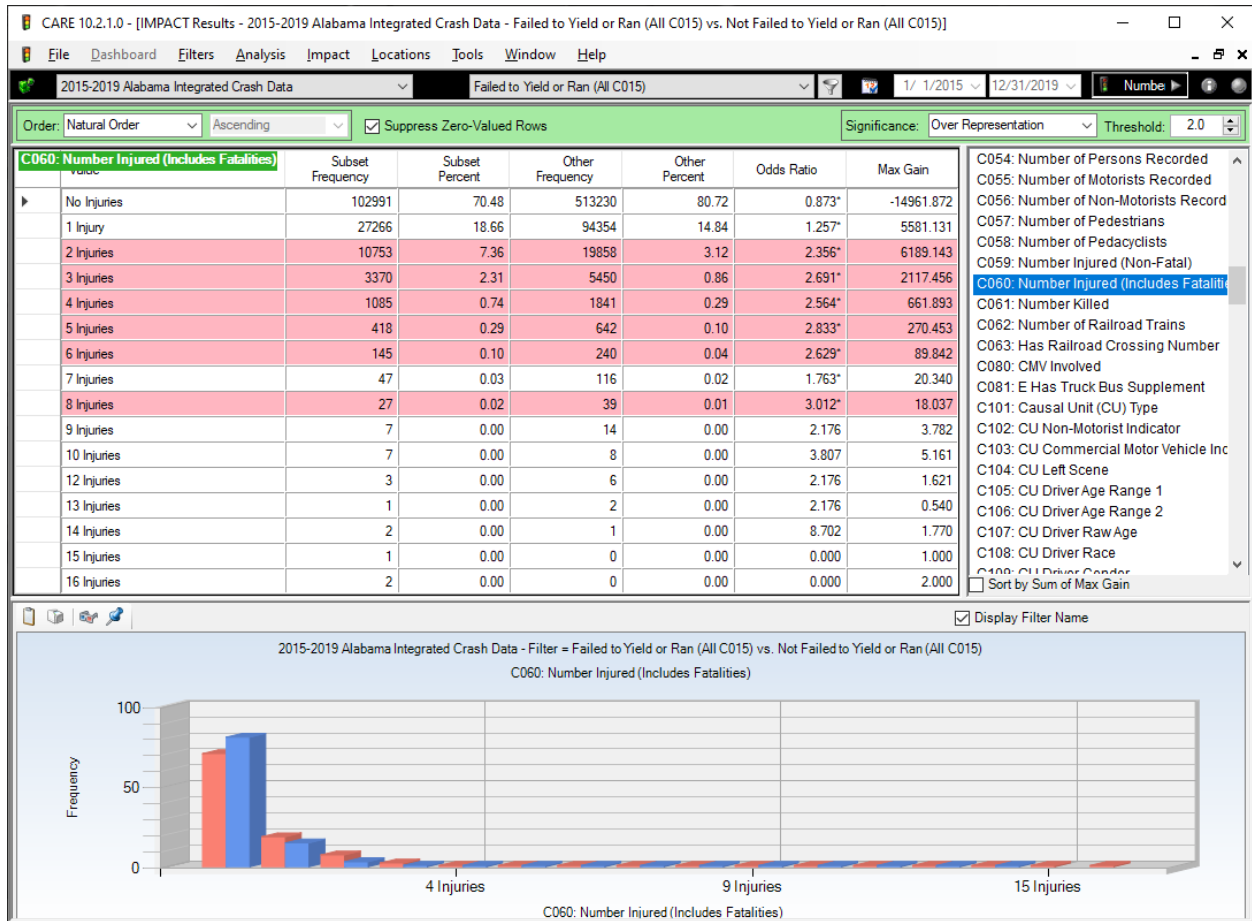 CARE 10.2.1.0 - [IMPACT Results - 2015-2019 Alabama Integrated Crash Data - Failed to Yield or Ran (All C015) vs. Not Failed to Yield or Ran (All C015)]
File Dashboard Filters Analysis Impact Locations Tools Window Help
2015-2019 Alabama Integrated Crash Data Failed to Yield or Ran (All C015) 1/ 1/2015 12/31/2019 Numbe
Order: Natural Order Ascending Suppress Zero-Valued Rows Significance: Over Representation Threshold: 2.0
C060: Number Injured (Includes Fatalities) Subset Frequency Subset Percent Other Frequency Other Percent Odds Ratio Max Gain
No Injuries 102991 70.48 513230 80.72 0.873* -14961.872
1 Injury 27266 18.66 94354 14.84 1.257* 5581.131
2 Injuries 10753 7.36 19858 3.12 2.356* 6189.143
3 Injuries 3370 2.31 5450 0.86 2.691* 2117.456
4 Injuries 1085 0.74 1841 0.29 2.564* 661.893
5 Injuries 418 0.29 642 0.10 2.833* 270.453
6 Injuries 145 0.10 240 0.04 2.629* 89.842
7 Injuries 47 0.03 116 0.02 1.763* 20.340
8 Injuries 27 0.02 39 0.01 3.012* 18.037
9 Injuries 7 0.00 14 0.00 2.176 3.782
10 Injuries 7 0.00 8 0.00 3.807 5.161
12 Injuries 3 0.00 6 0.00 2.176 1.621
13 Injuries 1 0.00 2 0.00 2.176 0.540
14 Injuries 2 0.00 1 0.00 8.702 1.770
15 Injuries 1 0.00 0 0.00 0.000 1.000
16 Injuries 2 0.00 0 0.00 0.000 2.000
C054: Number of Persons Recorded
C055: Number of Motorists Recorded
C056: Number of Non-Motorists Record
C057: Number of Pedestrians
C058: Number of Pedacyclists
C059: Number Injured (Non-Fatal)
C060: Number Injured (Includes Fatalitie
C061: Number Killed
C062: Number of Railroad Trains
C063: Has Railroad Crossing Number
C080: CMV Involved
C081: E Has Truck Bus Supplement
C101: Causal Unit (CU) Type
C102: CU Non-Motorist Indicator
C103: CU Commercial Motor Vehicle Inc
C104: CU Left Scene
C105: CU Driver Age Range 1
C106: CU Driver Age Range 2
C107: CU Driver Raw Age
C108: CU Driver Race
C109: CU Driver Gender
Sort by Sum of Max Gain
Display Filter Name
2015-2019 Alabama Integrated Crash Data - Filter = Failed to Yield or Ran (All C015) vs. Not Failed to Yield or Ran (All C015)
C060: Number Injured (Includes Fatalities)
100
50
0
Frequency
4 Injuries 9 Injuries 15 Injuries
C060: Number Injured (Includes Fatalities)